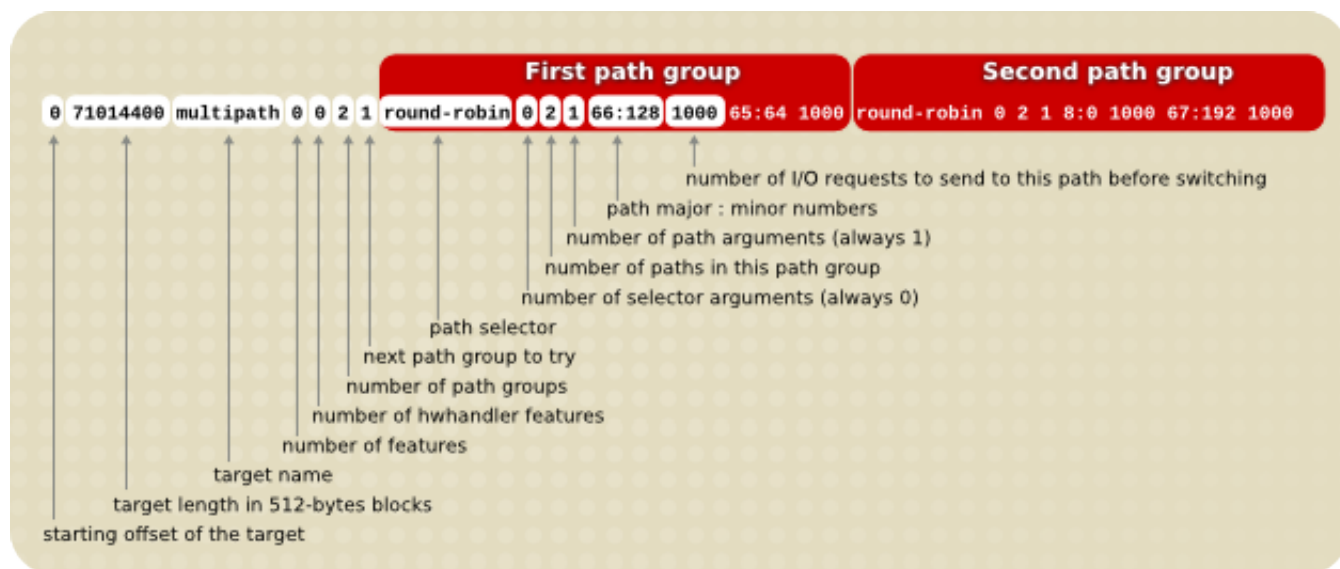 First path group Second path group
0 71014400 multipath 0 0 2 1 round-robin 0 2 1 66:128 1000 65:64 1000 round-robin 0 2 1 8:0 1000 67:192 1000
number of I/O requests to send to this path before switching
path major : minor numbers
number of path arguments (always 1)
number of paths in this path group
number of selector arguments (always 0)
path selector
next path group to try
number of path groups
number of hwhandler features
number of features
target name
target length in 512-bytes blocks
starting offset of the target